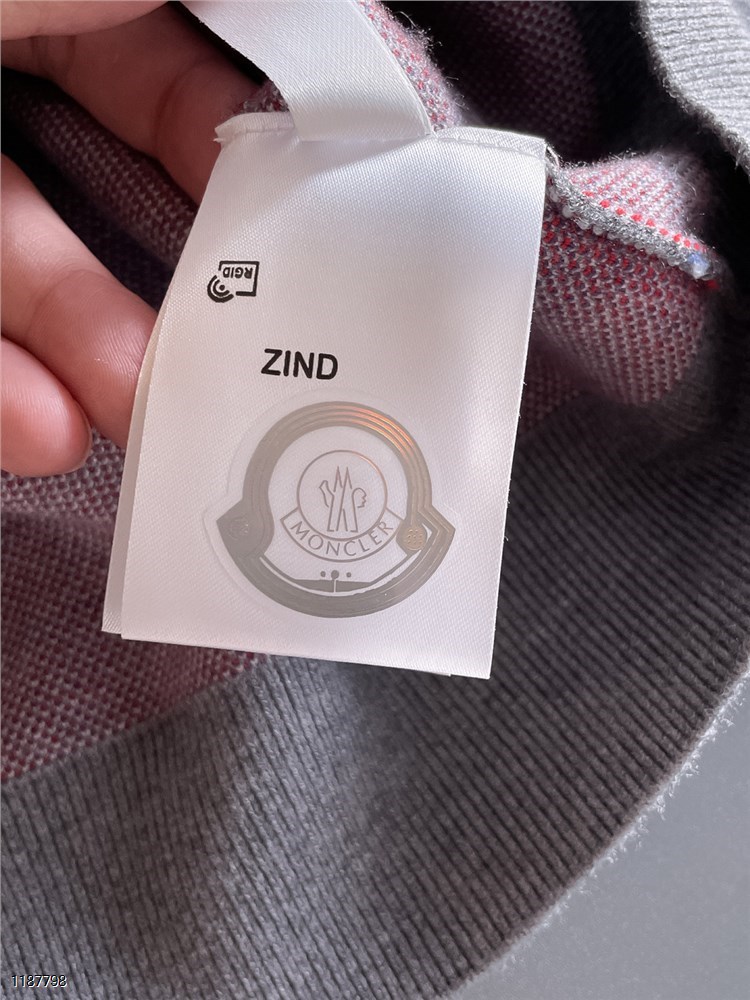 RGID
ZIND
MONCLER
1187798